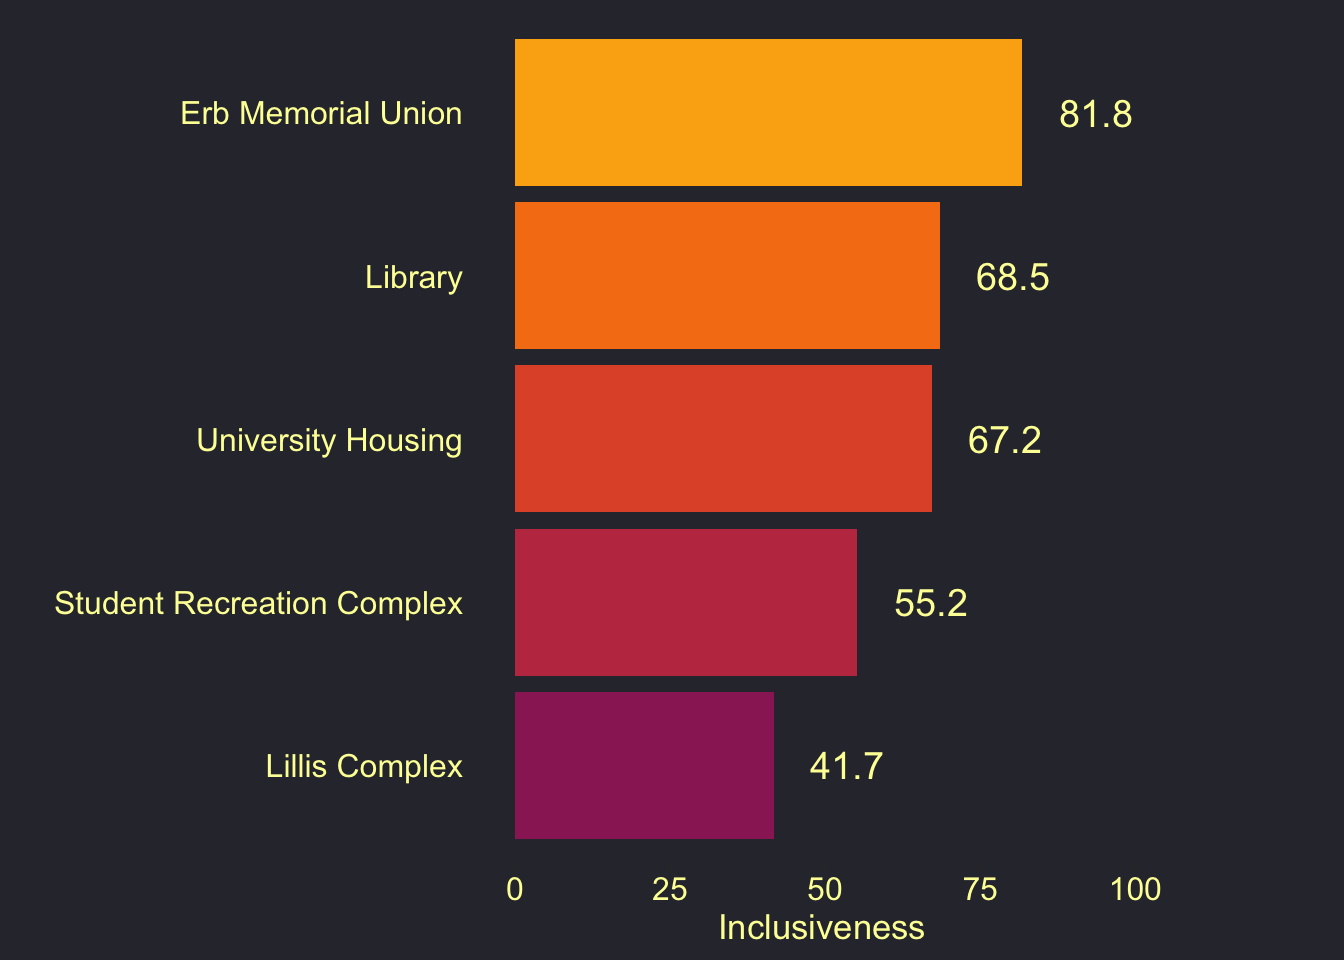 Erb Memorial Union 81.8
Library 68.5
University Housing 67.2
Student Recreation Complex 55.2
Lillis Complex 41.7
0 25 50 75 100
Inclusiveness